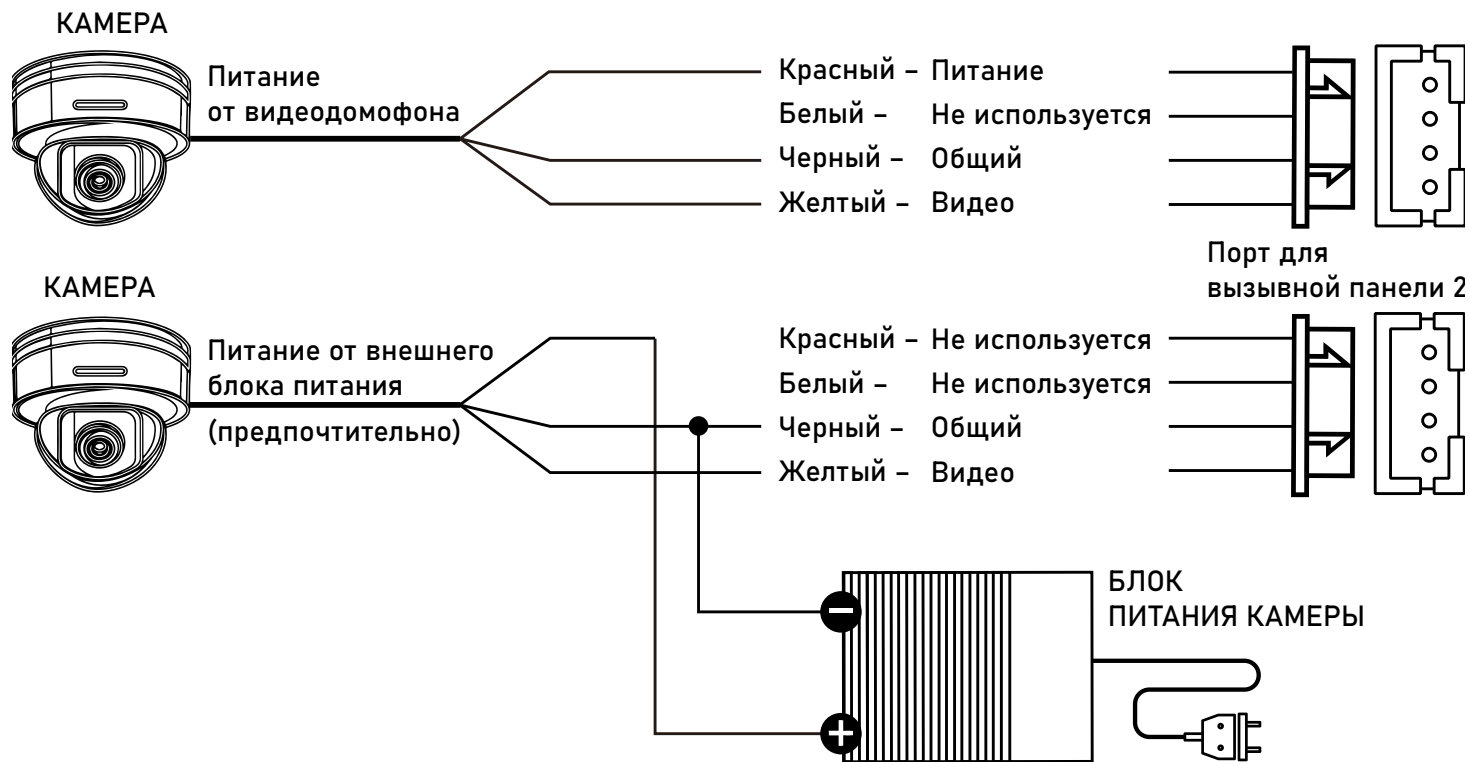 КАМЕРА
Питание
от видеодомофона
Красный – Питание
Белый – Не используется
Черный – Общий
Желтый – Видео
Порт для
вызывной панели 2
КАМЕРА
Питание от внешнего
блока питания
(предпочтительно)
Красный – Не используется
Белый – Не используется
Черный – Общий
Желтый – Видео
БЛОК
ПИТАНИЯ КАМЕРЫ